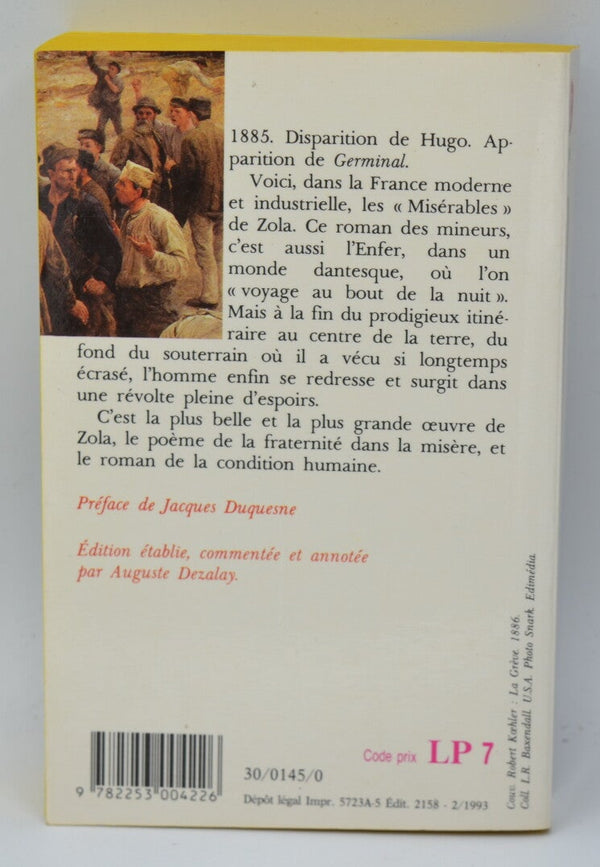 1885. Disparition de Hugo. Ap-
parition de Germinal.
Voici, dans la France moderne
et industrielle, les « Misérables »
de Zola. Ce roman des mineurs,
c'est aussi l'Enfer, dans un
monde dantesque, où l'on
« voyage au bout de la nuit ».
Mais à la fin du prodigieux itiné-
raire au centre de la terre, du
fond du souterrain où il a vécu si longtemps
écrasé, l'homme enfin se redresse et surgit dans
une révolte pleine d'espoirs.
C'est la plus belle et la plus grande œuvre de
Zola, le poème de la fraternité dans la misère, et
le roman de la condition humaine.
Préface de Jacques Duquesne
Édition établie, commentée et annotée
par Auguste Dezalay.
Couv. Robert Kœhler : La Grève. 1886.
Coll. L.R. Baxendall. U.S.A. Photo Snark Edimédia.
Code prix LP 7
30/0145/0
9 782253 004226
Dépôt légal Impr. 5723A-5 Édit. 2158 - 2/1993